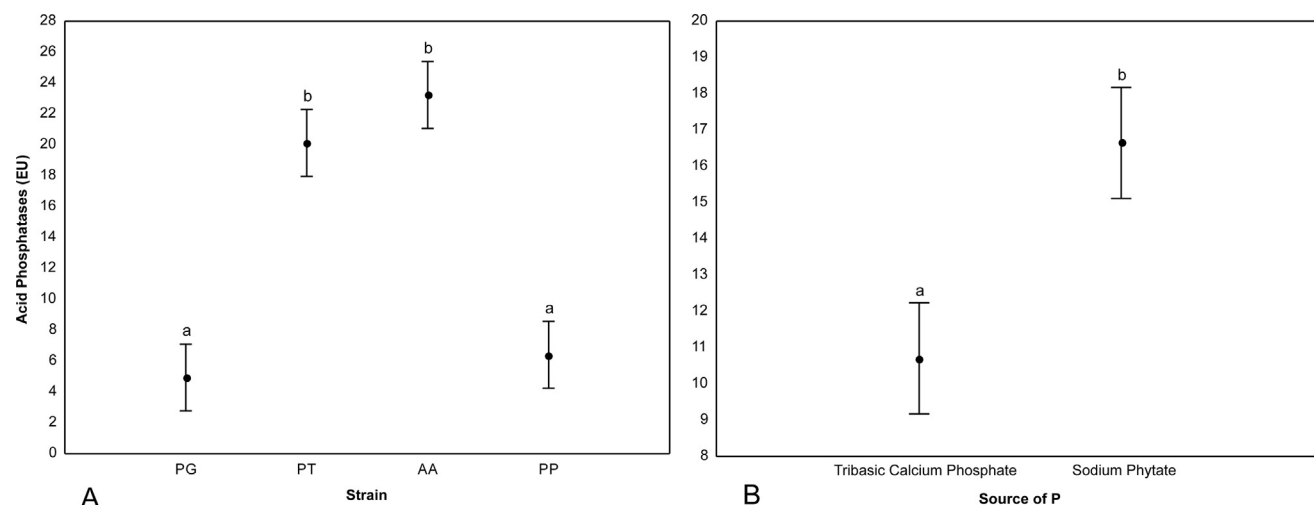 28
26
24
22
20
18
16
14
12
10
8
6
4
2
0
Acid Phosphatases (EU)
b
b
a
a
PG PT AA PP
Strain
A
20
19
18
17
16
15
14
13
12
11
10
9
8
b
a
Tribasic Calcium Phosphate Sodium Phytate
Source of P
B